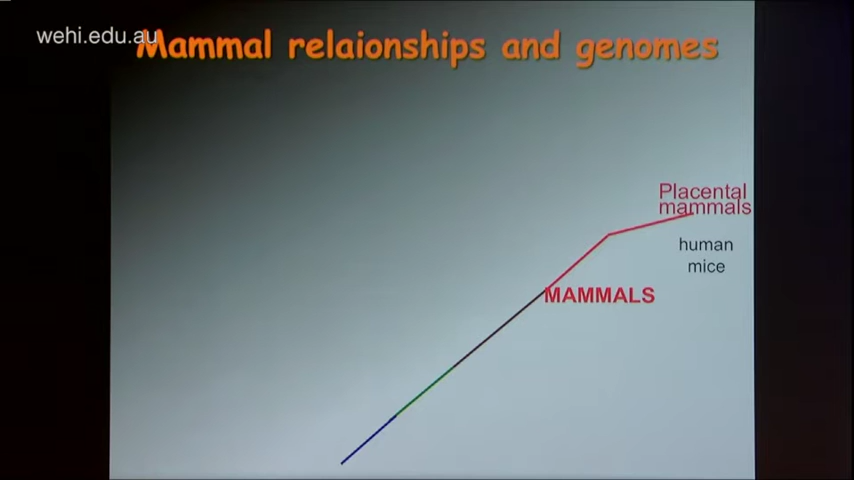 wehi.edu.au
Mammal relaionships and genomes
Placental
mammals
human
mice
MAMMALS